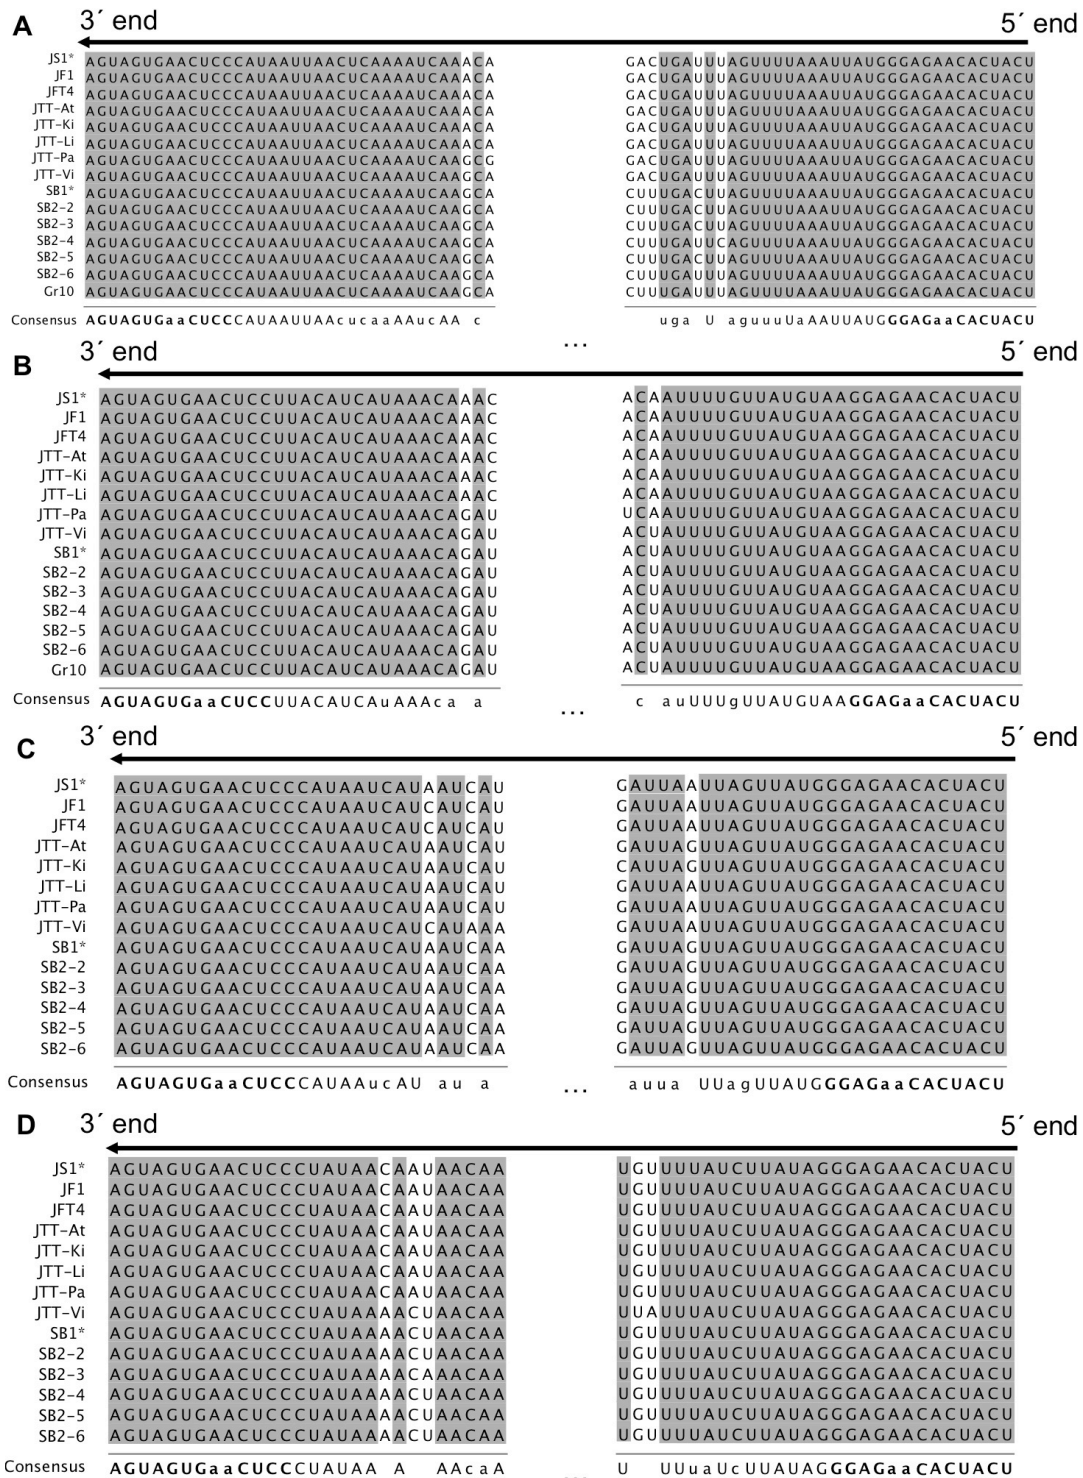 A 3´ end 5´ end
JS1* AGUAGUGAACUCCCAUAAUUAACUCAAAAUCAAACA GACUGAUUUAGUUUUAAAUUAUGGGAGAACACUACU
JF1 AGUAGUGAACUCCCAUAAUUAACUCAAAAUCAAACA GACUGAUUUAGUUUUAAAUUAUGGGAGAACACUACU
JFT4 AGUAGUGAACUCCCAUAAUUAACUCAAAAUCAAACA GACUGAUUUAGUUUUAAAUUAUGGGAGAACACUACU
JTT-At AGUAGUGAACUCCCAUAAUUAACUCAAAAUCAAACA GACUGAUUUAGUUUUAAAUUAUGGGAGAACACUACU
JTT-Ki AGUAGUGAACUCCCAUAAUUAACUCAAAAUCAAACA GACUGAUUUAGUUUUAAAUUAUGGGAGAACACUACU
JTT-Li AGUAGUGAACUCCCAUAAUUAACUCAAAAUCAAACA GACUGAUUUAGUUUUAAAUUAUGGGAGAACACUACU
JTT-Pa AGUAGUGAACUCCCAUAAUUAACUCAAAAUCAAGCG GACUGAUUUAGUUUUAAAUUAUGGGAGAACACUACU
JTT-Vi AGUAGUGAACUCCCAUAAUUAACUCAAAAUCAAGCA GACUGAUUUAGUUUUAAAUUAUGGGAGAACACUACU
SB1* AGUAGUGAACUCCCAUAAUUAACUCAAAAUCAAGCA CUUUGACUUAGUUUUAAAUUAUGGGAGAACACUACU
SB2-2 AGUAGUGAACUCCCAUAAUUAACUCAAAAUCAAGCA CUUUGACUUAGUUUUAAAUUAUGGGAGAACACUACU
SB2-3 AGUAGUGAACUCCCAUAAUUAACUCAAAAUCAAGCA CUUUGACUUAGUUUUAAAUUAUGGGAGAACACUACU
SB2-4 AGUAGUGAACUCCCAUAAUUAACUCAAAAUCAAGCA CUUUGAUUCAGUUUUAAAUUAUGGGAGAACACUACU
SB2-5 AGUAGUGAACUCCCAUAAUUAACUCAAAAUCAAGCA CUUUGACUUAGUUUUAAAUUAUGGGAGAACACUACU
SB2-6 AGUAGUGAACUCCCAUAAUUAACUCAAAAUCAAGCA CUUUGAUUUAGUUUUAAAUUAUGGGAGAACACUACU
Gr10 AGUAGUGAACUCCCAUAAUUAACUCAAAAUCAAGCA CUUUGAUUUAGUUUUAAAUUAUGGGAGAACACUACU
Consensus AGUAGUGaaCUCCCAUAAUUAAcucaaAAucAA c ... uga U aguuuUaAAUUAUGGGAGaaCACUACU
B 3´ end 5´ end
JS1* AGUAGUGAACUCCUUACAUCAUAAACAAAC ACAAUUUUGUUAUGUAAGGAGAACACUACU
JF1 AGUAGUGAACUCCUUACAUCAUAAACAAAC ACAAUUUUGUUAUGUAAGGAGAACACUACU
JFT4 AGUAGUGAACUCCUUACAUCAUAAACAAAC ACAAUUUUGUUAUGUAAGGAGAACACUACU
JTT-At AGUAGUGAACUCCUUACAUCAUAAACAAAC ACAAUUUUGUUAUGUAAGGAGAACACUACU
JTT-Ki AGUAGUGAACUCCUUACAUCAUAAACAAAC ACAAUUUUGUUAUGUAAGGAGAACACUACU
JTT-Li AGUAGUGAACUCCUUACAUCAUAAACAAAC ACAAUUUUGUUAUGUAAGGAGAACACUACU
JTT-Pa AGUAGUGAACUCCUUACAUCAUAAACAGAU UCAAUUUUGUUAUGUAAGGAGAACACUACU
JTT-Vi AGUAGUGAACUCCUUACAUCAUAAACAGAU ACUAUUUUGUUAUGUAAGGAGAACACUACU
SB1* AGUAGUGAACUCCUUACAUCAUAAACAGAU ACUAUUUUGUUAUGUAAGGAGAACACUACU
SB2-2 AGUAGUGAACUCCUUACAUCAUAAACAGAU ACUAUUUUGUUAUGUAAGGAGAACACUACU
SB2-3 AGUAGUGAACUCCUUACAUCAUAAACAGAU ACUAUUUUGUUAUGUAAGGAGAACACUACU
SB2-4 AGUAGUGAACUCCUUACAUCAUAAACAGAU ACUAUUUUGUUAUGUAAGGAGAACACUACU
SB2-5 AGUAGUGAACUCCUUACAUCAUAAACAGAU ACUAUUUUGUUAUGUAAGGAGAACACUACU
SB2-6 AGUAGUGAACUCCUUACAUCAUAAACAGAU ACUAUUUUGUUAUGUAAGGAGAACACUACU
Gr10 AGUAGUGAACUCCUUACAUCAUAAACAGAU ACUAUUUUGUUAUGUAAGGAGAACACUACU
Consensus AGUAGUGaaCUCCUUACAUCAuAAAca a ... c auUUUgUUAUGUAAGGAGaaCACUACU
C 3´ end 5´ end
JS1* AGUAGUGAACUCCCAUAAUCAUAAUCAU GAUUAAUUAGUUAUGGGAGAACACUACU
JF1 AGUAGUGAACUCCCAUAAUCAUCAUCAU GAUUAAUUAGUUAUGGGAGAACACUACU
JFT4 AGUAGUGAACUCCCAUAAUCAUCAUCAU GAUUAAUUAGUUAUGGGAGAACACUACU
JTT-At AGUAGUGAACUCCCAUAAUCAUAAUCAU GAUUAGUUAGUUAUGGGAGAACACUACU
JTT-Ki AGUAGUGAACUCCCAUAAUCAUAAUCAU CAUUAGUUAGUUAUGGGAGAACACUACU
JTT-Li AGUAGUGAACUCCCAUAAUCAUAAUCAU GAUUAGUUAGUUAUGGGAGAACACUACU
JTT-Pa AGUAGUGAACUCCCAUAAUCAUAAUCAU GAUUAAUUAGUUAUGGGAGAACACUACU
JTT-Vi AGUAGUGAACUCCCAUAAUCAUCAUAAA GAUUAAUUAGUUAUGGGAGAACACUACU
SB1* AGUAGUGAACUCCCAUAAUCAUAAUCAA GAUUAGUUAGUUAUGGGAGAACACUACU
SB2-2 AGUAGUGAACUCCCAUAAUCAUAAUCAA GAUUAGUUAGUUAUGGGAGAACACUACU
SB2-3 AGUAGUGAACUCCCAUAAUCAUAAUCAA GAUUAGUUAGUUAUGGGAGAACACUACU
SB2-4 AGUAGUGAACUCCCAUAAUCAUAAUCAA GAUUAGUUAGUUAUGGGAGAACACUACU
SB2-5 AGUAGUGAACUCCCAUAAUCAUAAUCAA GAUUAGUUAGUUAUGGGAGAACACUACU
SB2-6 AGUAGUGAACUCCCAUAAUCAUAAUCAA GAUUAGUUAGUUAUGGGAGAACACUACU
Consensus AGUAGUGaaCUCCCAUAAucAU au a ... auua UUagUUAUGGGAGaaCACUACU
D 3´ end 5´ end
JS1* AGUAGUGAACUCCCUAUAACAAUAACAA UGUUUUAUCUUAUAGGGAGAACACUACU
JF1 AGUAGUGAACUCCCUAUAACAAUAACAA UGUUUUAUCUUAUAGGGAGAACACUACU
JFT4 AGUAGUGAACUCCCUAUAACAAUAACAA UGUUUUAUCUUAUAGGGAGAACACUACU
JTT-At AGUAGUGAACUCCCUAUAACAAUAACAA UGUUUUAUCUUAUAGGGAGAACACUACU
JTT-Ki AGUAGUGAACUCCCUAUAACAAUAACAA UGUUUUAUCUUAUAGGGAGAACACUACU
JTT-Li AGUAGUGAACUCCCUAUAACAAUAACAA UGUUUUAUCUUAUAGGGAGAACACUACU
JTT-Pa AGUAGUGAACUCCCUAUAACAAUAACAA UGUUUUAUCUUAUAGGGAGAACACUACU
JTT-Vi AGUAGUGAACUCCCUAUAAAACUAACAA UUAUUUAUCUUAUAGGGAGAACACUACU
SB1* AGUAGUGAACUCCCUAUAAAACUAACAA UGUUUUAUCUUAUAGGGAGAACACUACU
SB2-2 AGUAGUGAACUCCCUAUAAAACUAACAA UGUUUUAUCUUAUAGGGAGAACACUACU
SB2-3 AGUAGUGAACUCCCUAUAAAACAAACAA UGUUUUAUCUUAUAGGGAGAACACUACU
SB2-4 AGUAGUGAACUCCCUAUAAAACUAACAA UGUUUUAUCUUAUAGGGAGAACACUACU
SB2-5 AGUAGUGAACUCCCUAUAAAACUAACAA UGUUUUAUCUUAUAGGGAGAACACUACU
SB2-6 AGUAGUGAACUCCCUAUAAAACUAACAA UGUUUUAUCUUAUAGGGAGAACACUACU
Consensus AGUAGUGaaCUCCCUAUAA A AAcaA ... U UUuaUcUUAUAGGGAGaaCACUACU